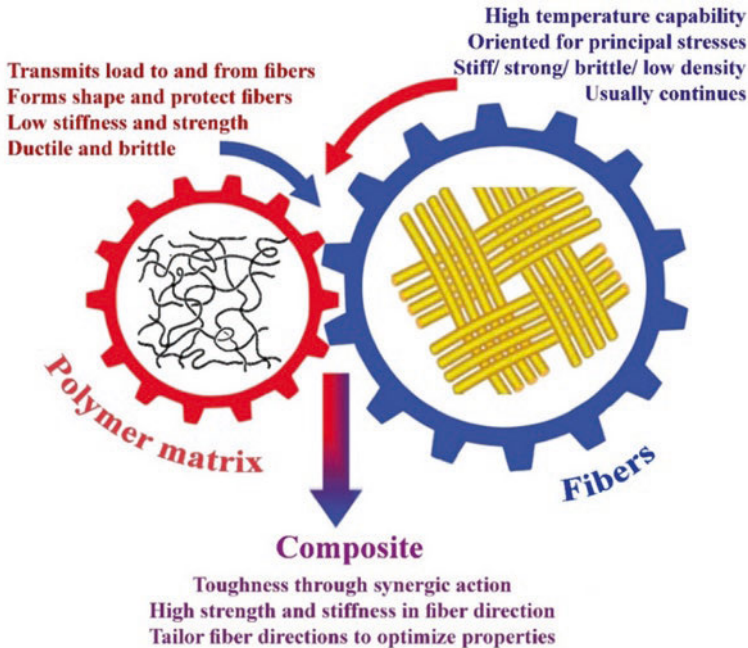 High temperature capability
Oriented for principal stresses
Stiff/ strong/ brittle/ low density
Usually continues
Transmits load to and from fibers
Forms shape and protect fibers
Low stiffness and strength
Ductile and brittle
Polymer matrix
Fibers
Composite
Toughness through synergic action
High strength and stiffness in fiber direction
Tailor fiber directions to optimize properties